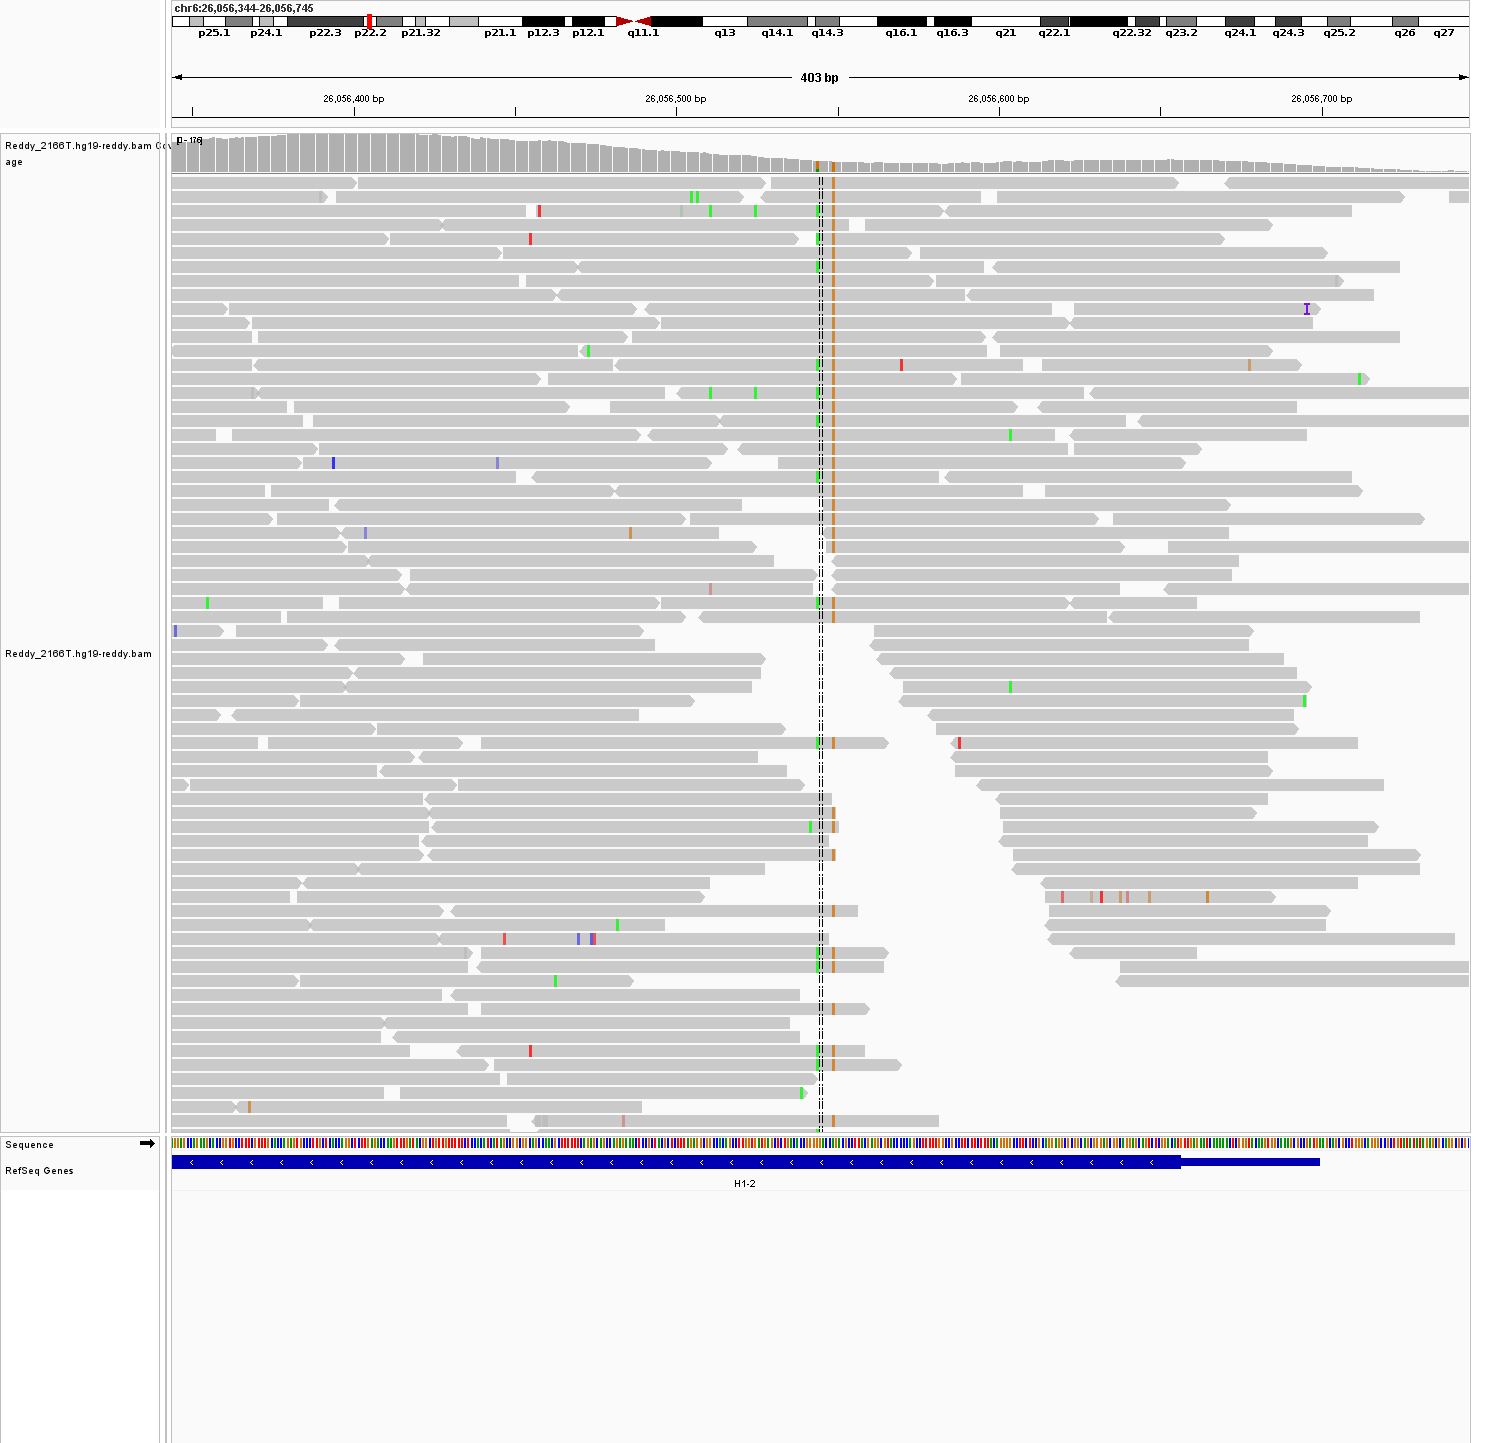 chr6:26,056,344-26,056,745
p25.1 p24.1 p22.3 p22.2 p21.32 p21.1 p12.3 p12.1 q11.1 q13 q14.1 q14.3 q16.1 q16.3 q21 q22.1 q22.32 q23.2 q24.1 q24.3 q25.2 q26 q27
403 bp
26,056,400 bp 26,056,500 bp 26,056,600 bp 26,056,700 bp
Reddy_2166T.hg19-reddy.bam Cov
age
Reddy_2166T.hg19-reddy.bam
Sequence
RefSeq Genes
H1-2